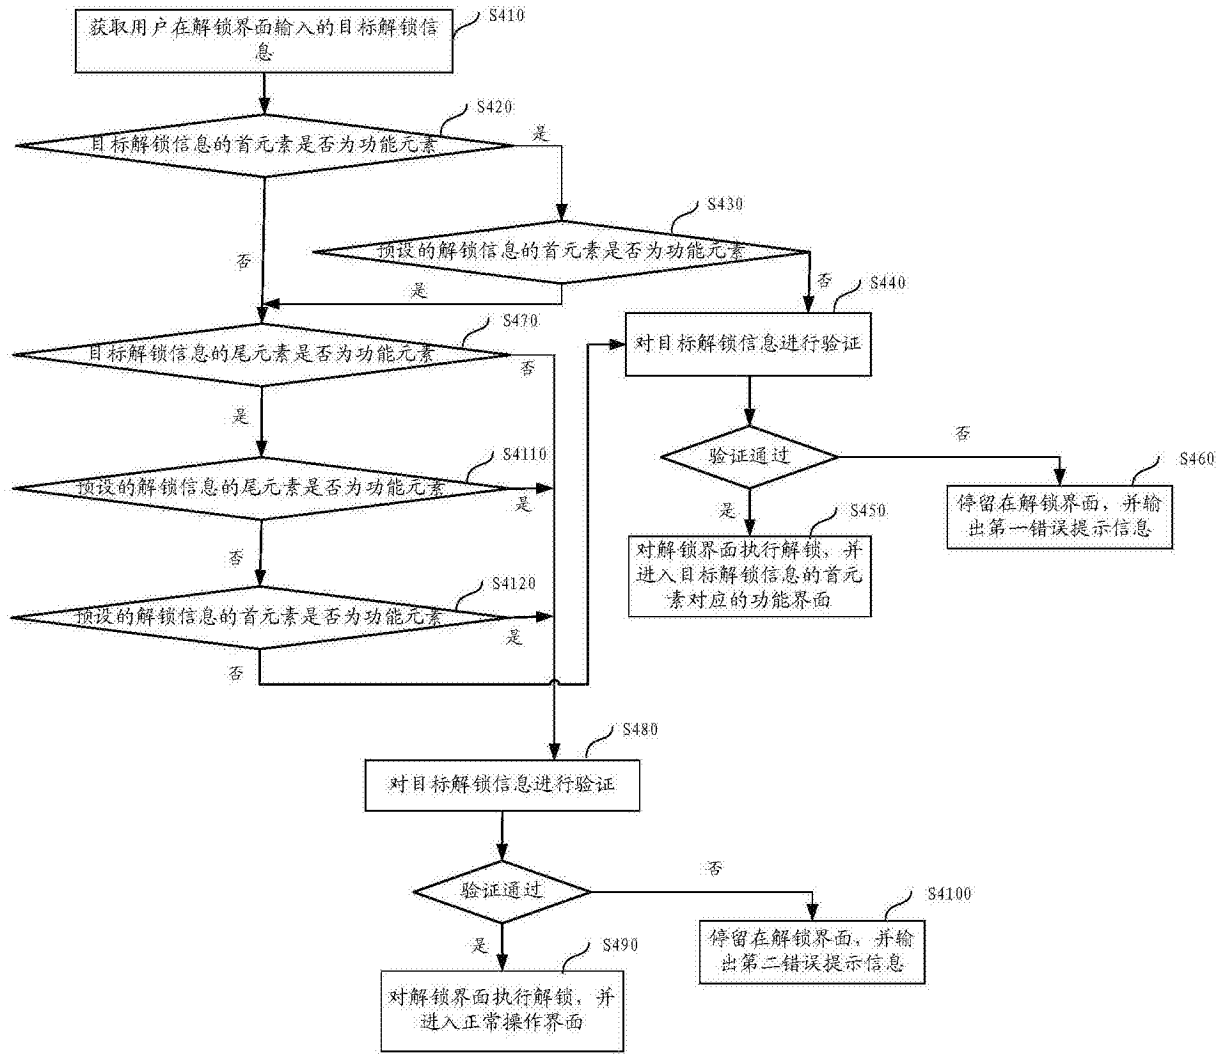 获取用户在解锁界面输入的目标解锁信
息
S410
目标解锁信息的首元素是否为功能元素
S420
是
否
预设的解锁信息的首元素是否为功能元素
S430
是
否
对目标解锁信息进行验证
S440
目标解锁信息的尾元素是否为功能元素
S470
否
是
验证通过
否
是
停留在解锁界面，并输
出第一错误提示信息
S460
预设的解锁信息的尾元素是否为功能元素
S4110
是
否
对解锁界面执行解锁，并
进入目标解锁信息的首元
素对应的功能界面
S450
预设的解锁信息的首元素是否为功能元素
S4120
是
否
对目标解锁信息进行验证
S480
验证通过
否
是
停留在解锁界面，并输
出第二错误提示信息
S4100
对解锁界面执行解锁，并
进入正常操作界面
S490